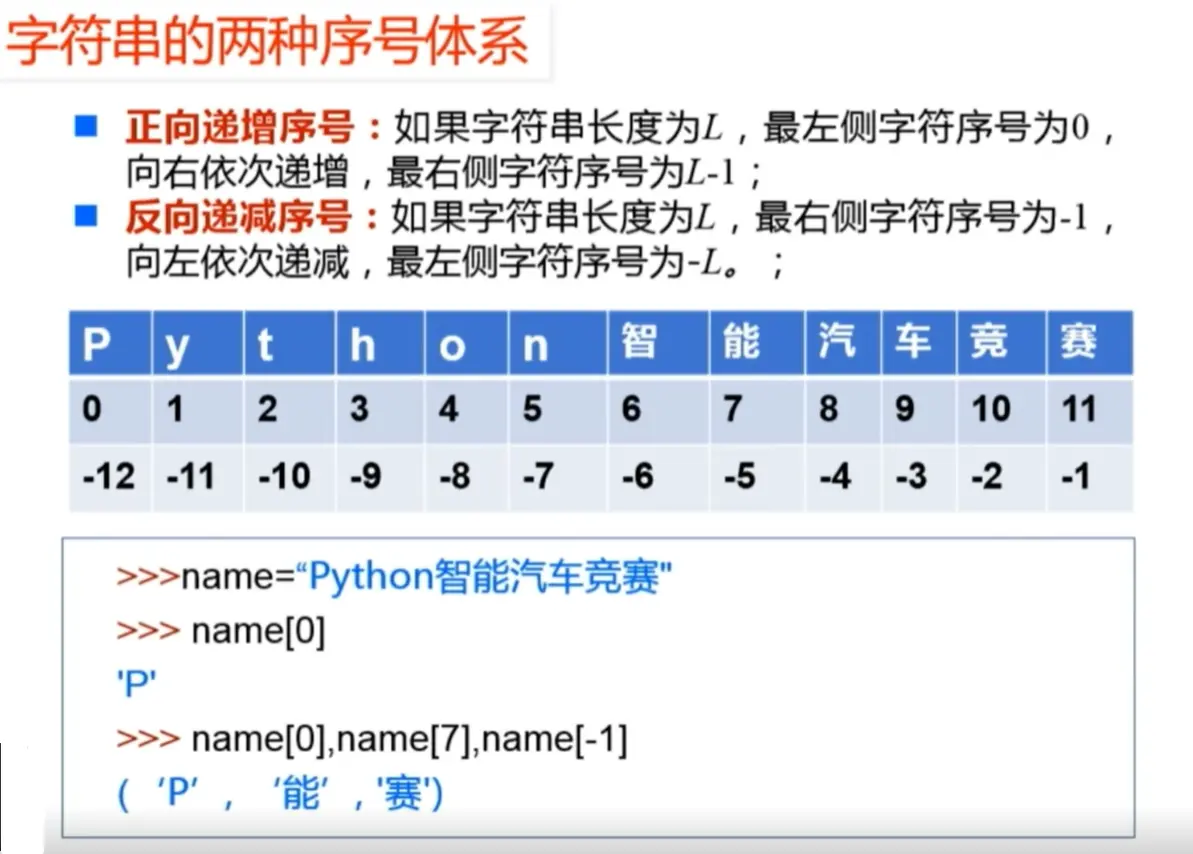 字符串的两种序号体系
正向递增序号：如果字符串长度为L，最左侧字符序号为0，
向右依次递增，最右侧字符序号为L-1；
反向递减序号：如果字符串长度为L，最右侧字符序号为-1，
向左依次递减，最左侧字符序号为-L。；
P y t h o n 智 能 汽 车 竞 赛
0 1 2 3 4 5 6 7 8 9 10 11
-12 -11 -10 -9 -8 -7 -6 -5 -4 -3 -2 -1
>>>name=“Python智能汽车竞赛"
>>> name[0]
'P'
>>> name[0],name[7],name[-1]
(‘P’，‘能’,'赛')